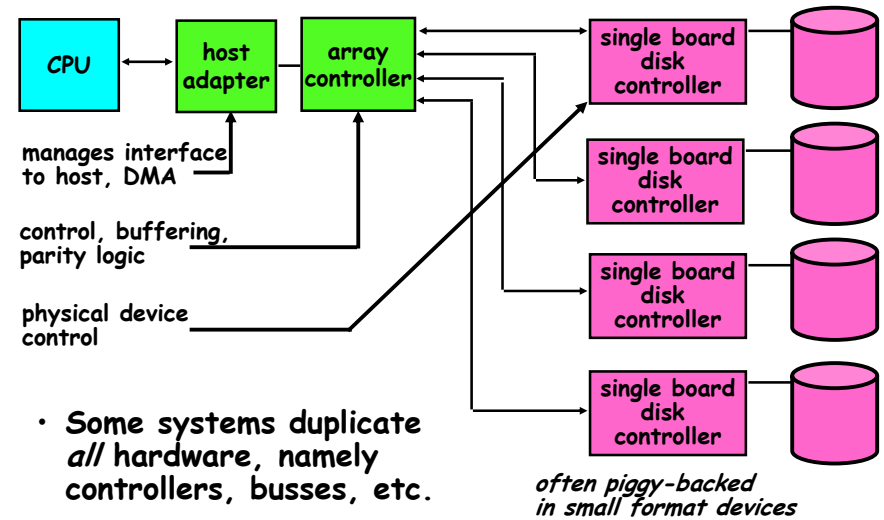 CPU
host
adapter
array
controller
single board
disk
controller
manages interface
to host, DMA
single board
disk
controller
control, buffering,
parity logic
single board
disk
controller
physical device
control
single board
disk
controller
• Some systems duplicate
all hardware, namely
controllers, busses, etc.
often piggy-backed
in small format devices